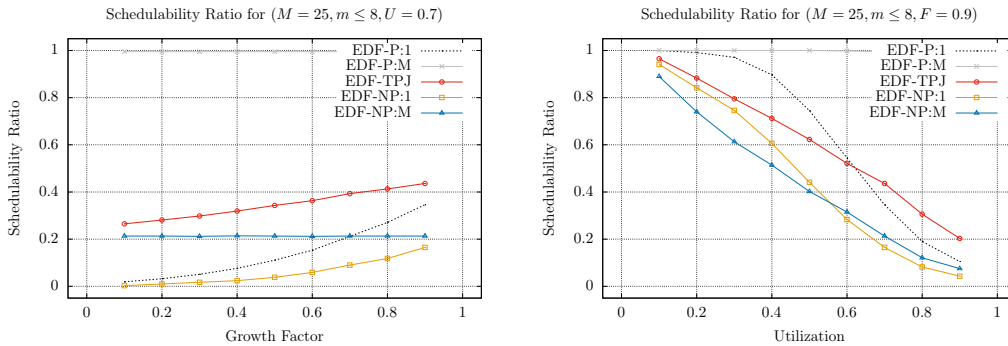 Schedulability Ratio for (M = 25, m ≤ 8, U = 0.7)
1
0.8
0.6
0.4
0.2
0
Schedulability Ratio
EDF-P:1
EDF-P:M
EDF-TPJ
EDF-NP:1
EDF-NP:M
0 0.2 0.4 0.6 0.8 1
Growth Factor
Schedulability Ratio for (M = 25, m ≤ 8, F = 0.9)
1
0.8
0.6
0.4
0.2
0
Schedulability Ratio
EDF-P:1
EDF-P:M
EDF-TPJ
EDF-NP:1
EDF-NP:M
0 0.2 0.4 0.6 0.8 1
Utilization